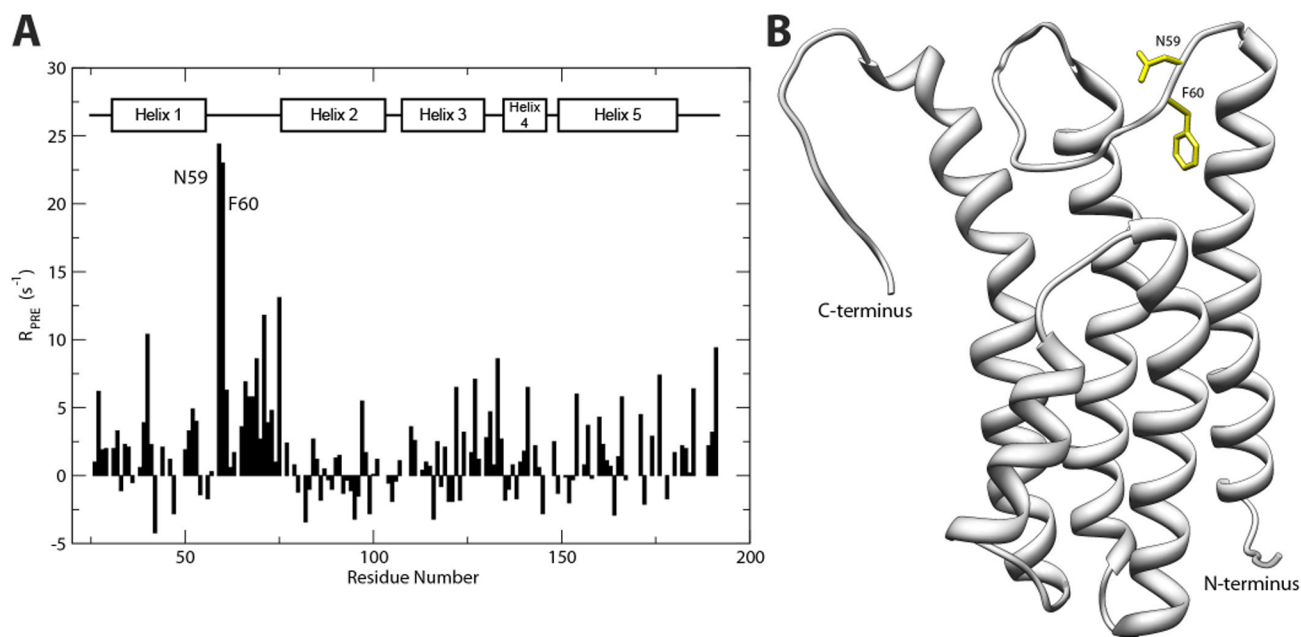 A
30
25
20
15
10
5
0
-5
R_PRE (s⁻¹)
Helix 1
Helix 2
Helix 3
Helix
4
Helix 5
N59
F60
50
100
150
200
Residue Number
B
N59
F60
C-terminus
N-terminus